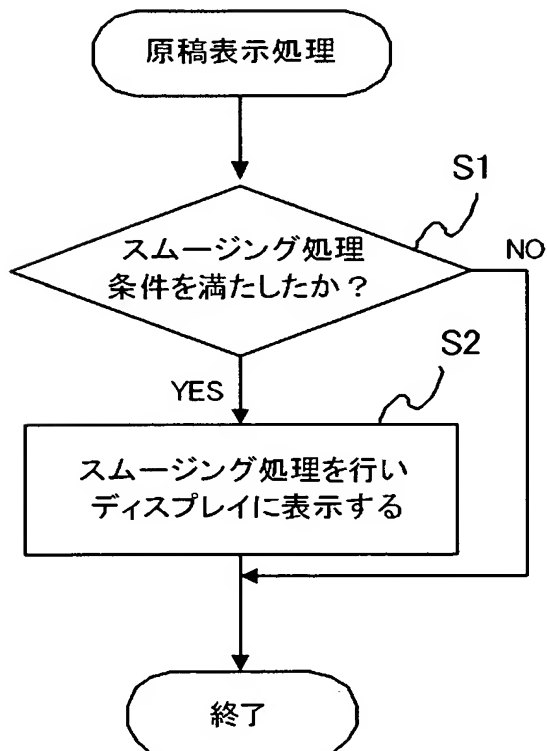 原稿表示処理
S1
スムージング処理
条件を満たしたか？
NO
S2
YES
スムージング処理を行い
ディスプレイに表示する
終了